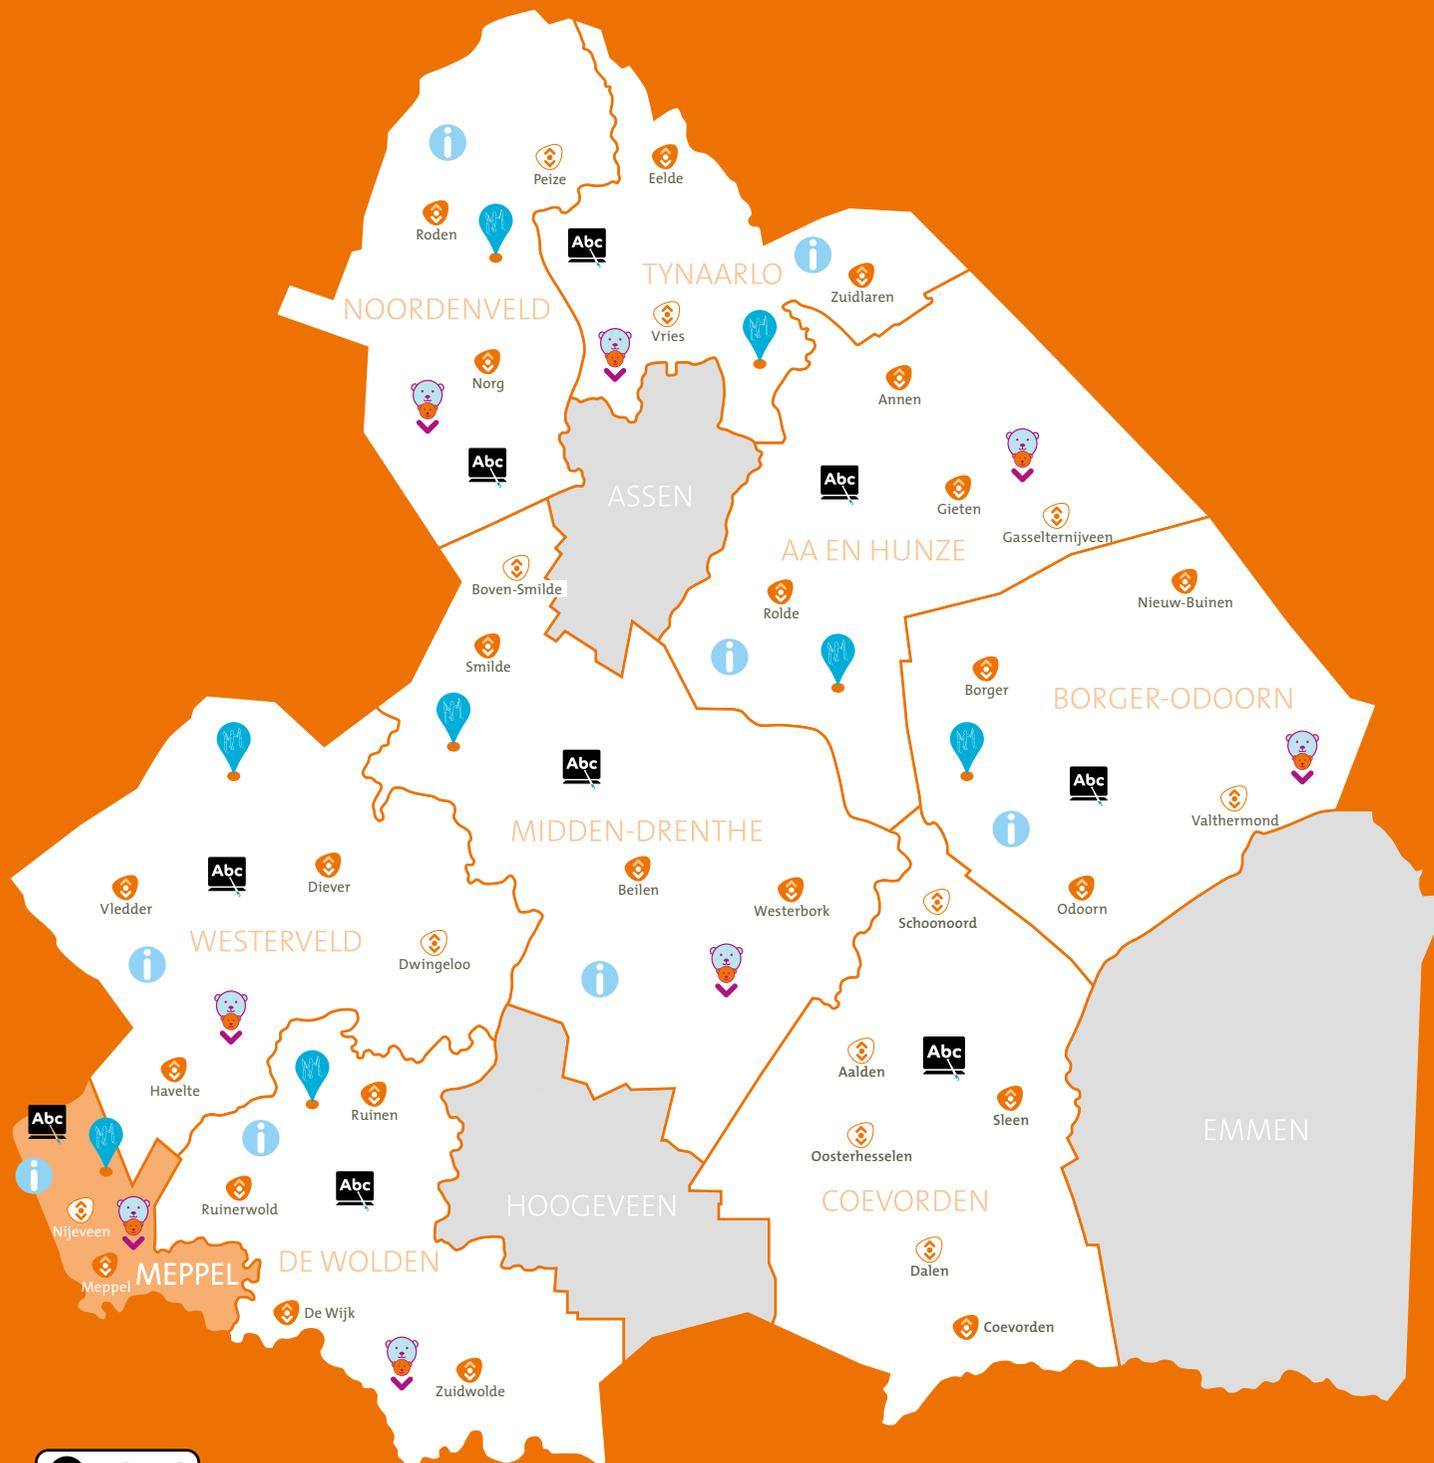 Peize
Eelde
Roden
Abc
TYNAARLO
Zuidlaren
NOORDENVELD
Vries
Norg
Annen
Abc
Abc
ASSEN
Gieten
Gasselternijveen
AA EN HUNZE
Boven-Smilde
Rolde
Nieuw-Buinen
Smilde
Borger
BORGER-ODOORN
Abc
Abc
Valthermond
MIDDEN-DRENTHE
Abc
Diever
Beilen
Vledder
Westerbork
Odoorn
Schoonoord
WESTERVELD
Dwingeloo
Abc
Aalden
Havelte
Ruinen
Abc
Sleen
EMMEN
Oosterhesselen
Abc
Ruinerwold
HOOGEVEEN
COEVORDEN
Nijeveen
DE WOLDEN
MEPPEL
Meppel
Dalen
De Wijk
Coevorden
Zuidwolde